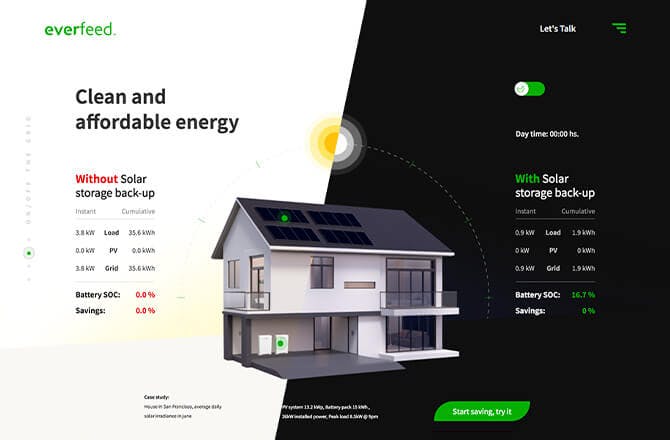 everfeed.
Let's Talk
Clean and
affordable energy
ON/OFF THE GRID
Day time: 00:00 hs.
Without Solar
storage back-up
Instant Cumulative
3.8 kW Load 35.6 kWh
0.0 kW PV 0.0 kWh
3.8 kW Grid 35.6 kWh
Battery SOC: 0.0 %
Savings: 0.0 %
With Solar
storage back-up
Instant Cumulative
0.9 kW Load 1.9 kWh
0 kW PV 0 kWh
0.9 kW Grid 1.9 kWh
Battery SOC: 16.7 %
Savings: 0 %
Case study:
House in San Francisco, average daily
solar irradiance in june
PV system 13.2 kWp, Battery pack 15 kWh,
installed power, Peak load 8.5kW @ 9pm
Start saving, try it